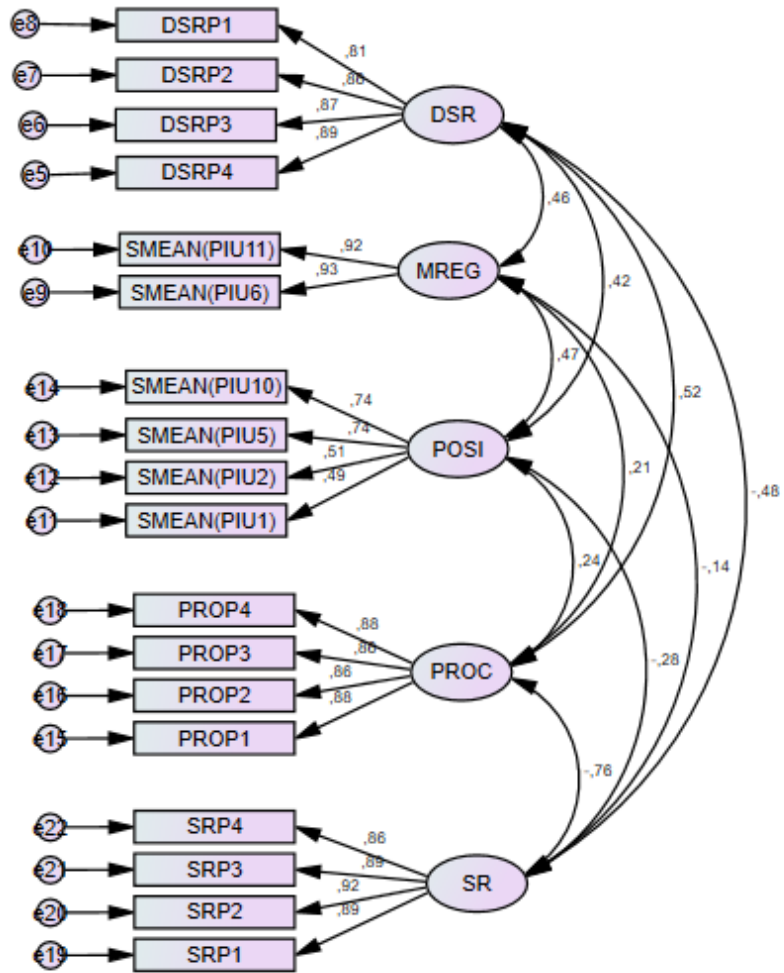 e8 DSRP1 ,81
e7 DSRP2 ,86 DSR
e6 DSRP3 ,87
e5 DSRP4 ,89
,46
e10 SMEAN(PIU11) ,92
e9 SMEAN(PIU6) ,93 MREG
,42
,47
e14 SMEAN(PIU10) ,74
,52
e13 SMEAN(PIU5) ,74 POSI
e12 SMEAN(PIU2) ,51
e11 SMEAN(PIU1) ,49
,21
-,48
,24
-,14
e18 PROP4 ,88
e17 PROP3 ,86 PROC
-,28
e16 PROP2 ,86
e15 PROP1 ,88
-,76
e22 SRP4 ,86
e21 SRP3 ,89 SR
e20 SRP2 ,92
e19 SRP1 ,89